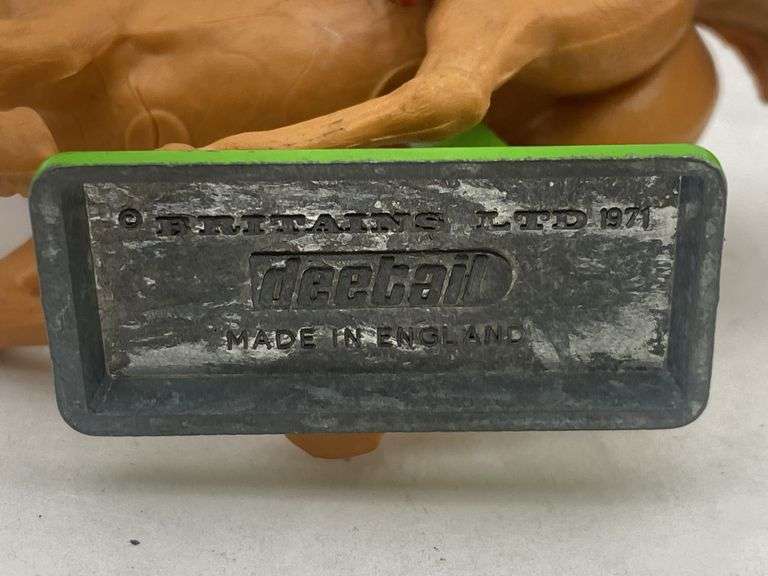 © BRITAINS LTD 1971
deetail
MADE IN ENGLAND